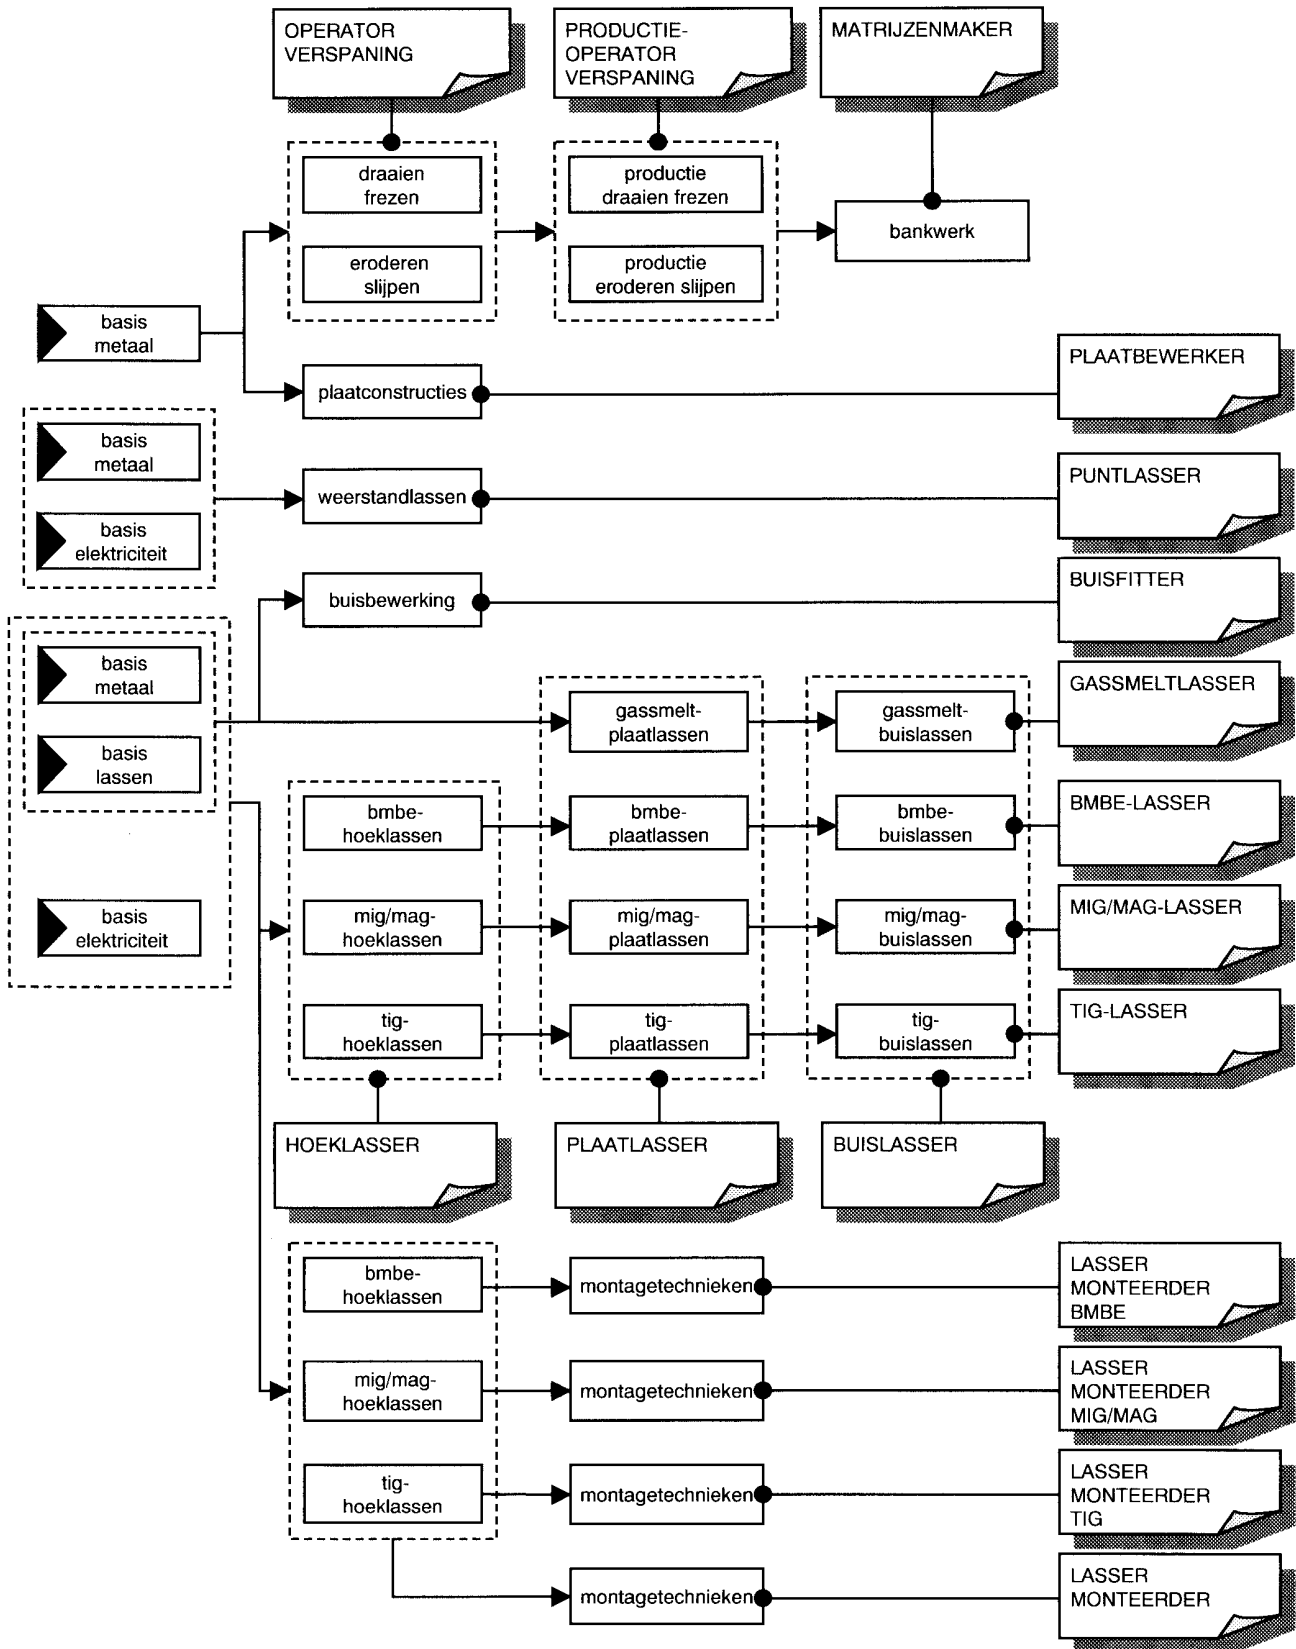 OPERATOR
VERSPANING
PRODUCTIE-
OPERATOR
VERSPANING
MATRIJZENMAKER
draaien
frezen
productie
draaien frezen
bankwerk
eroderen
slijpen
productie
eroderen slijpen
basis
metaal
plaatconstructies
PLAATBEWERKER
basis
metaal
basis
elektriciteit
weerstandlassen
PUNTLASSER
buisbewerking
BUISFITTER
basis
metaal
basis
lassen
basis
elektriciteit
gassmelt-
plaatlassen
gassmelt-
buislassen
GASSMELTLASSER
bmbe-
hoeklassen
bmbe-
plaatlassen
bmbe-
buislassen
BMBE-LASSER
mig/mag-
hoeklassen
mig/mag-
plaatlassen
mig/mag-
buislassen
MIG/MAG-LASSER
tig-
hoeklassen
tig-
plaatlassen
tig-
buislassen
TIG-LASSER
HOEKLASSER
PLAATLASSER
BUISLASSER
bmbe-
hoeklassen
montagetechnieken
LASSER
MONTEERDER
BMBE
mig/mag-
hoeklassen
montagetechnieken
LASSER
MONTEERDER
MIG/MAG
tig-
hoeklassen
montagetechnieken
LASSER
MONTEERDER
TIG
montagetechnieken
LASSER
MONTEERDER